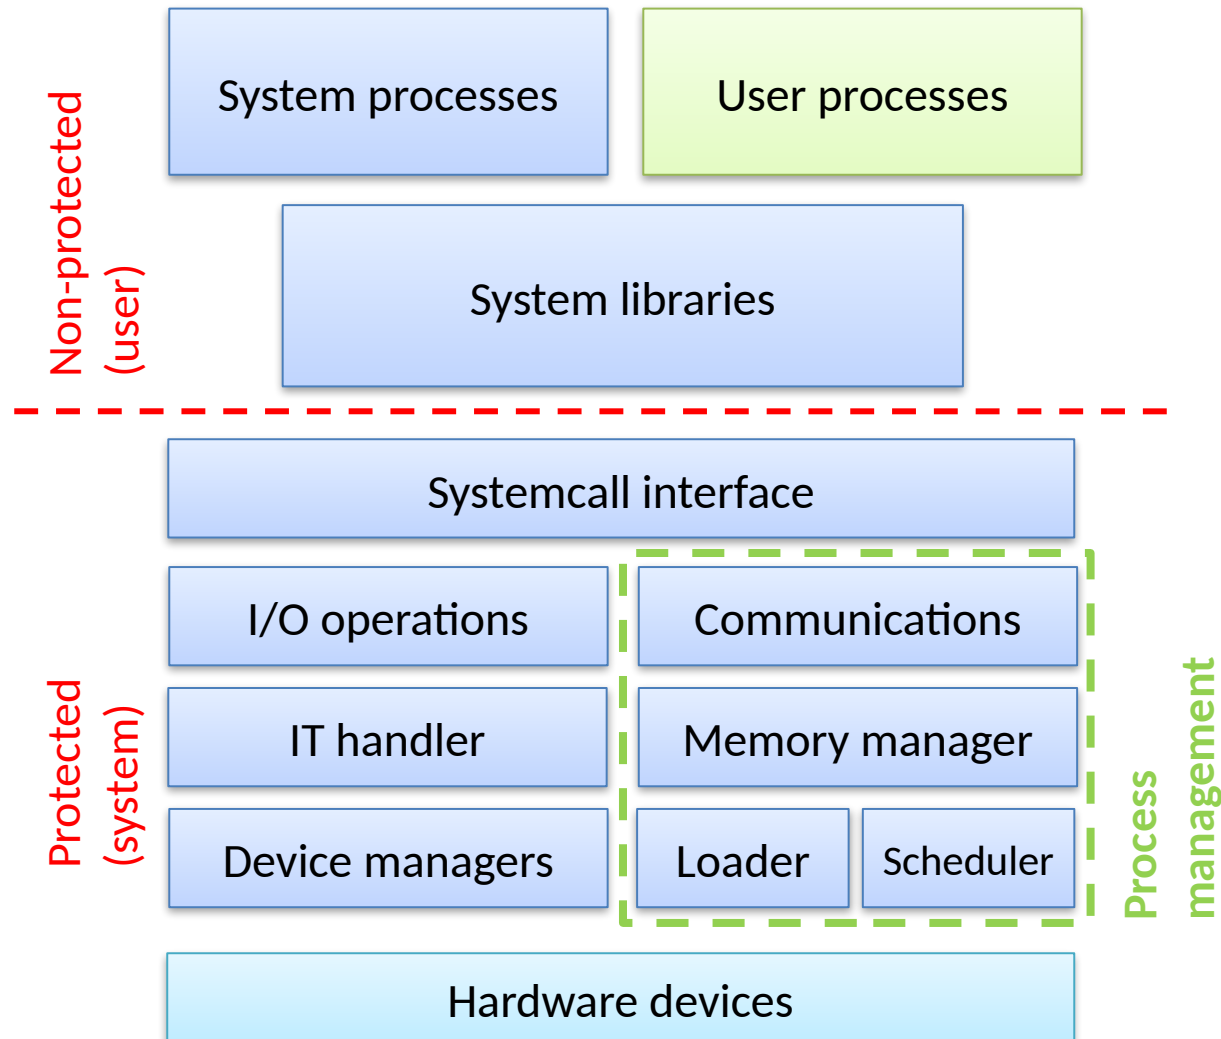 System processes
User processes
Non-protected
(user)
System libraries
Systemcall interface
I/O operations
Communications
Protected
(system)
IT handler
Memory manager
Process
management
Device managers
Loader
Scheduler
Hardware devices